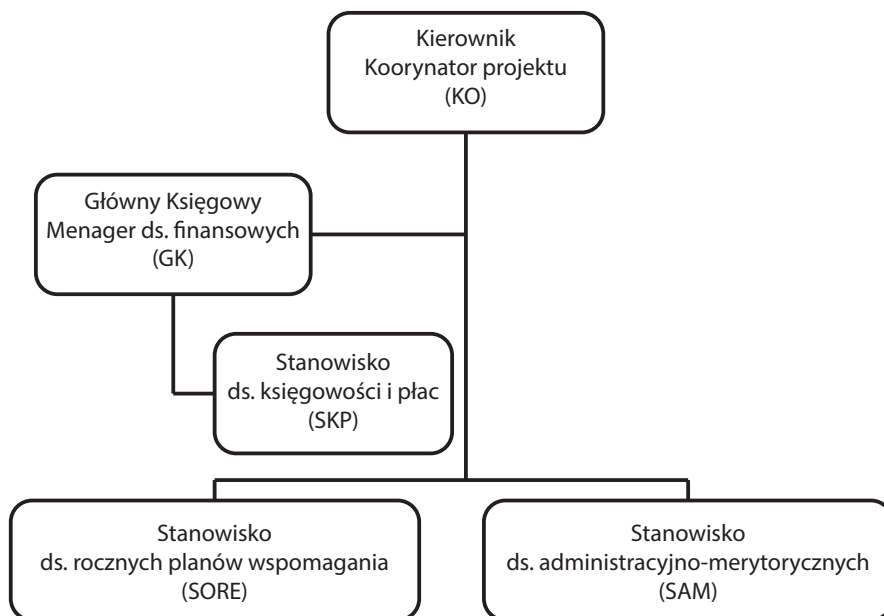 Kierownik
Koorynator projektu
(KO)
Główny Księgowy
Menager ds. finansowych
(GK)
Stanowisko
ds. księgowości i płac
(SKP)
Stanowisko
ds. rocznych planów wspomagania
(SORE)
Stanowisko
ds. administracyjno-merytorycznych
(SAM)